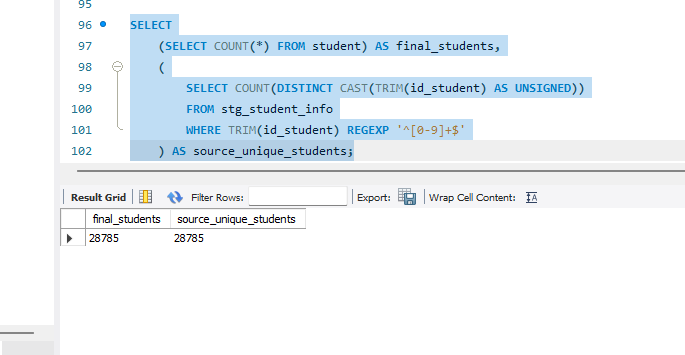 95
96 SELECT
97 (SELECT COUNT(*) FROM student) AS final_students,
98 (
99 SELECT COUNT(DISTINCT CAST(TRIM(id_student) AS UNSIGNED))
100 FROM stg_student_info
101 WHERE TRIM(id_student) REGEXP '^[0-9]+$'
102 ) AS source_unique_students;
Result Grid Filter Rows: Export: Wrap Cell Content: IA
final_students source_unique_students
28785 28785